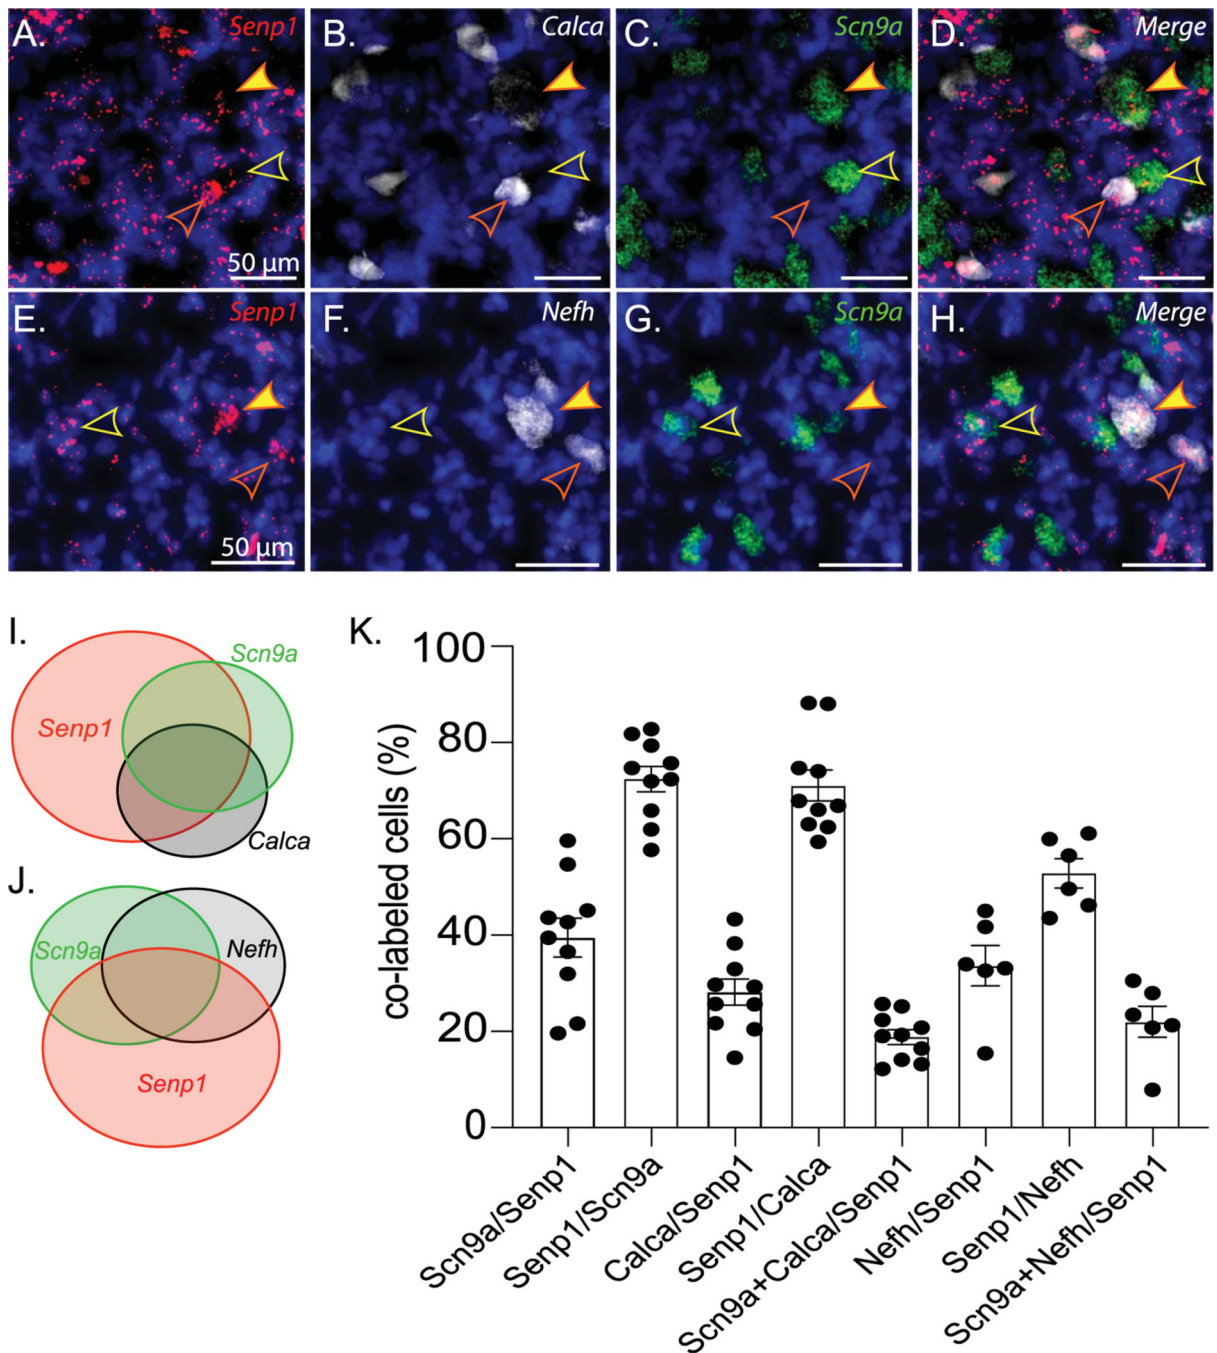 A. Senp1
B. Calca
C. Scn9a
D. Merge
50 µm
E. Senp1
F. Nefh
G. Scn9a
H. Merge
50 µm
I.
Scn9a
Senp1
Calca
J.
Scn9a
Nefh
Senp1
K.
co-labeled cells (%)
100
80
60
40
20
0
Scn9a/Senp1
Senp1/Scn9a
Calca/Senp1
Senp1/Calca
Scn9a+Calca/Senp1
Nefh/Senp1
Senp1/Nefh
Scn9a+Nefh/Senp1